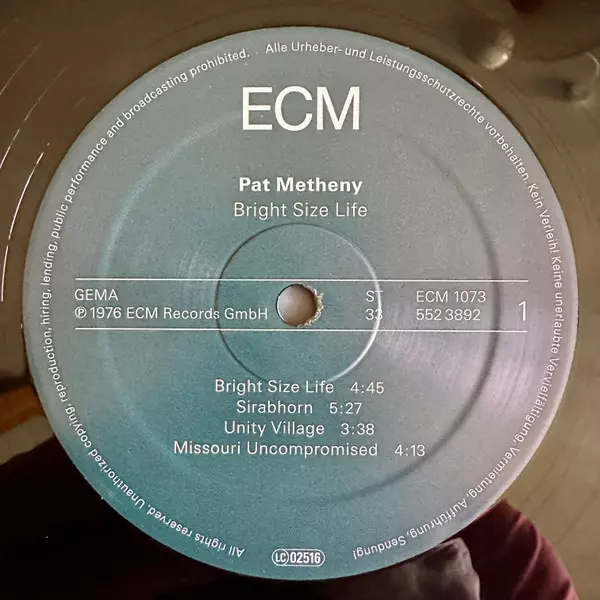 ECM
Pat Metheny
Bright Size Life
GEMA ST ECM 1073
℗ 1976 ECM Records GmbH 33 552 3892 1
Bright Size Life 4:45
Sirabhorn 5:27
Unity Village 3:38
Missouri Uncompromised 4:13
LC 02516
All rights reserved. Unauthorized copying, reproduction, hiring, lending, public performance and broadcasting prohibited. Alle Urheber- und Leistungsschutzrechte vorbehalten. Kein Verleih! Keine unerlaubte Vervielfältigung, Vermietung, Aufführung, Sendung!